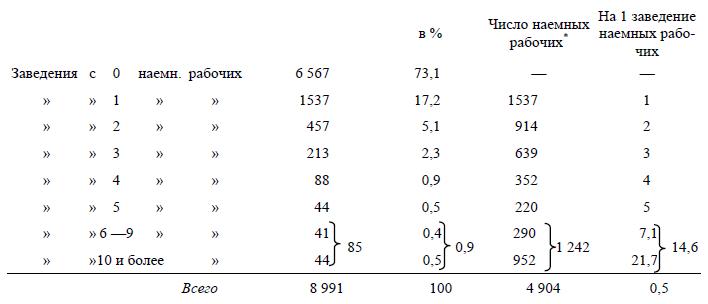 в % Число наемных рабочих* На 1 заведение наемных рабо-чих
Заведения с 0 наемн. рабочих 6 567 73,1 — —
» » 1 » » 1537 17,2 1537 1
» » 2 » » 457 5,1 914 2
» » 3 » » 213 2,3 639 3
» » 4 » » 88 0,9 352 4
» » 5 » » 44 0,5 220 5
» » 6 —9 » » 41 0,4 290 7,1
85 0,9 1 242 14,6
» »10 и более » 44 0,5 952 21,7
Всего 8 991 100 4 904 0,5